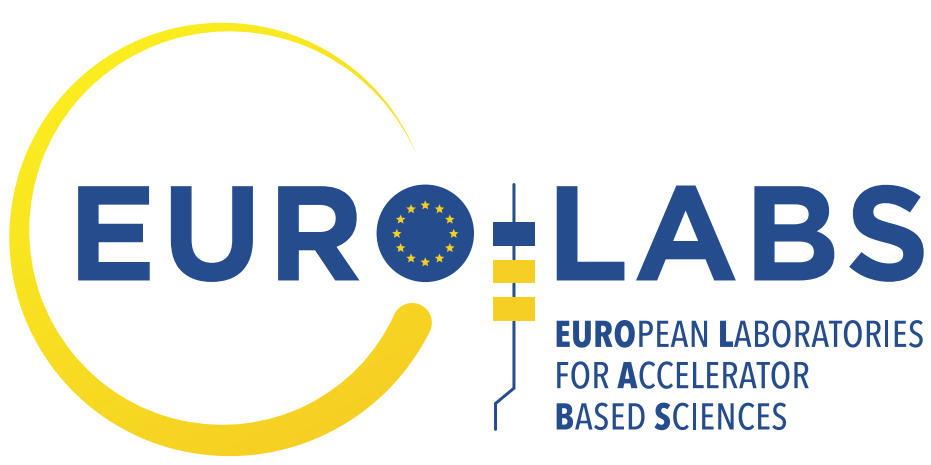 EURO-LABS
EUROPEAN LABORATORIES
FOR ACCELERATOR
BASED SCIENCES